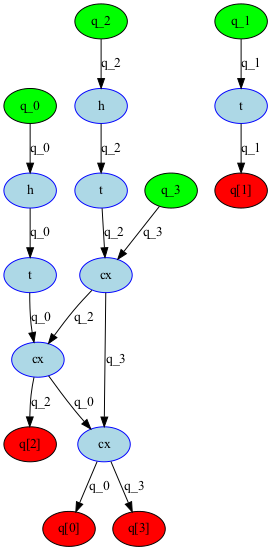 q_2 q_1
q_2 q_1
q_0 h t
q_0 q_2 q_1
h t q_3 q[1]
q_0 q_2 q_3
t cx
q_0 q_2
cx q_3
q_2 q_0
q[2] cx
q_0 q_3
q[0] q[3]